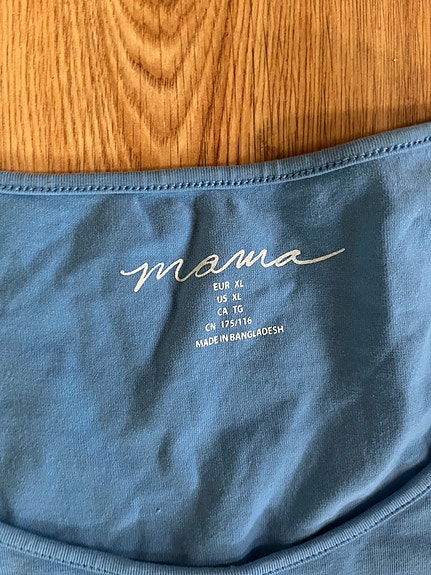 mama
EUR XL
US XL
CA TG
CN 175/116
MADE IN BANGLADESH